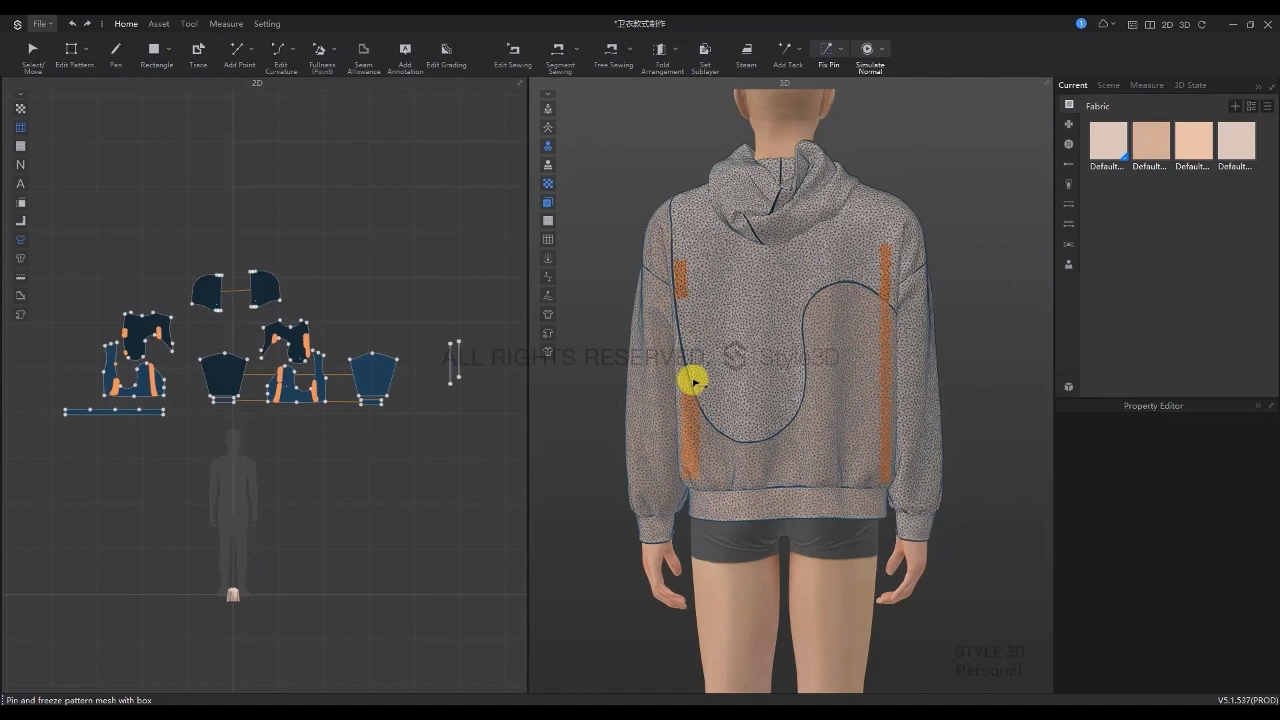 File
Home
Asset
Tool
Measure
Setting
*卫衣款式制作
1
2D
3D
Select/
Move
Edit Pattern
Pen
Rectangle
Trace
Add Point
Edit
Curvature
Fullness
(Point)
Seam
Allowance
Add
Annotation
Edit Grading
Edit Sewing
Segment
Sewing
Free Sewing
Fold
Arrangement
Set
Sublayer
Steam
Add Tack
Fix Pin
Simulate
Normal
2D
3D
Current
Scene
Measure
3D State
Fabric
Default...
Default...
Default...
Default...
Property Editor
ALL RIGHTS RESERVED
STYLE 3D
Personal
Pin and freeze pattern mesh with box
V5.1.537(PROD)